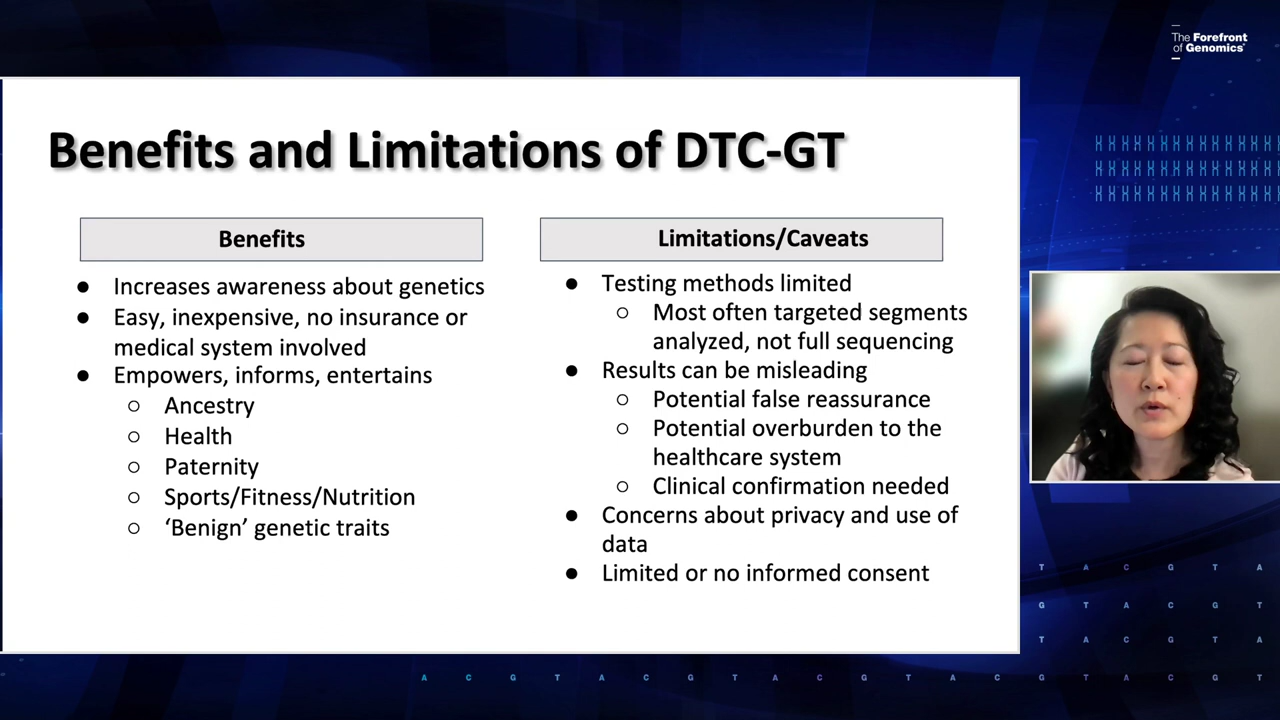 The Forefront
of Genomics®
Benefits and Limitations of DTC-GT
Benefits
● Increases awareness about genetics
● Easy, inexpensive, no insurance or
medical system involved
● Empowers, informs, entertains
○ Ancestry
○ Health
○ Paternity
○ Sports/Fitness/Nutrition
○ ‘Benign’ genetic traits
Limitations/Caveats
● Testing methods limited
○ Most often targeted segments
analyzed, not full sequencing
● Results can be misleading
○ Potential false reassurance
○ Potential overburden to the
healthcare system
○ Clinical confirmation needed
● Concerns about privacy and use of
data
● Limited or no informed consent
T A C G T A
G T A C G T
T A C G T A
A C G T A C G T A C G T A C G T A C G T